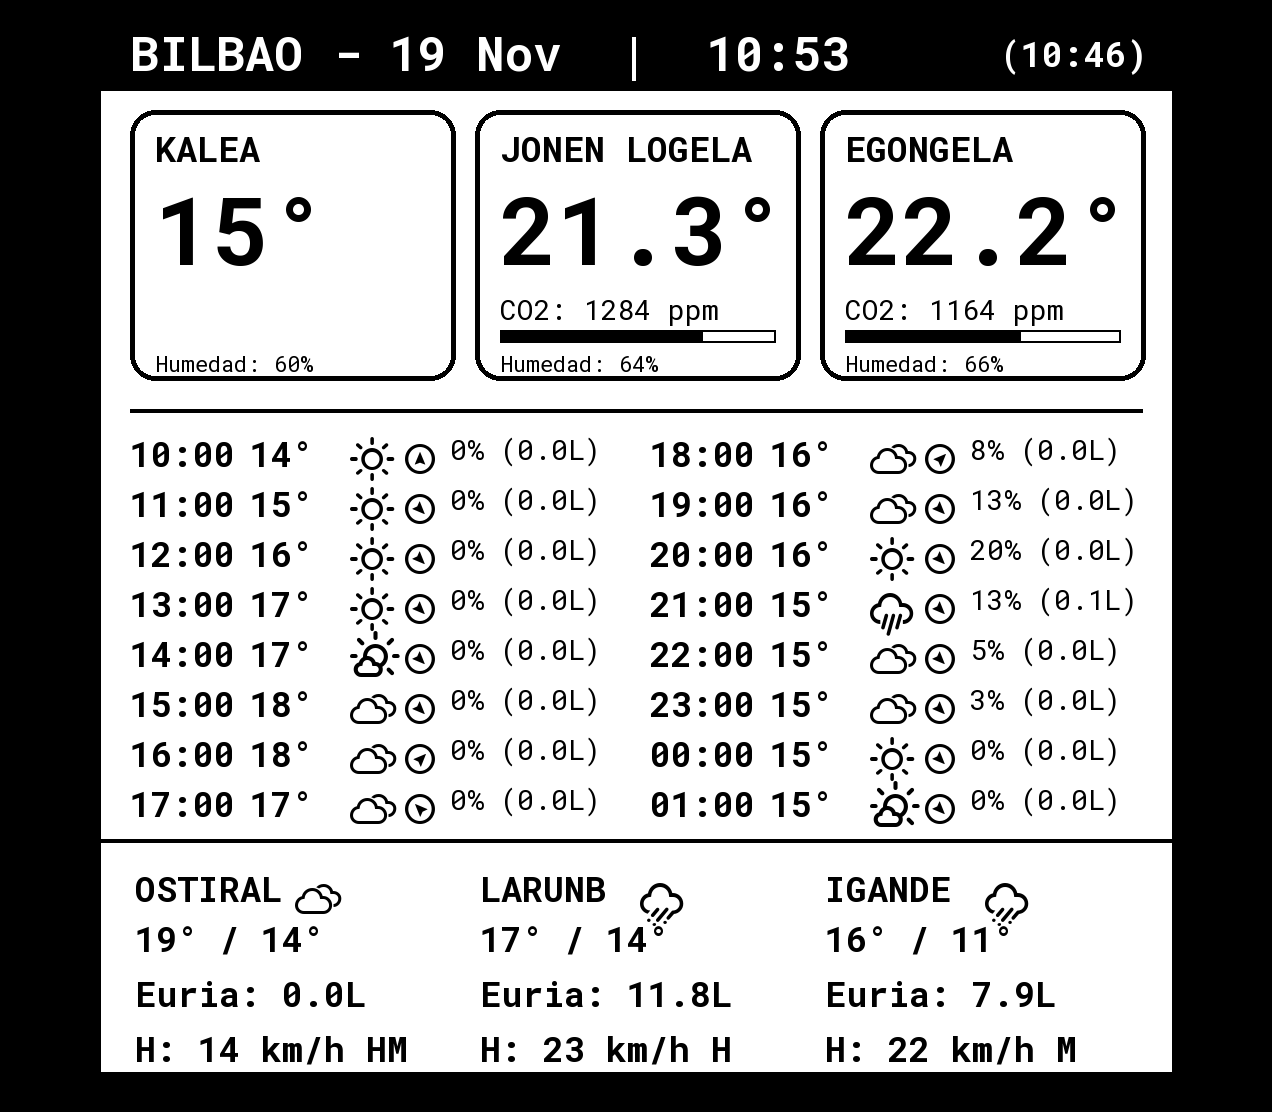 BILBAO - 19 Nov | 10:53 (10:46)
KALEA
15°
Humedad: 60%
JONEN LOGELA
21.3°
CO2: 1284 ppm
Humedad: 64%
EGONGELA
22.2°
CO2: 1164 ppm
Humedad: 66%
10:00 14° 0% (0.0L)
11:00 15° 0% (0.0L)
12:00 16° 0% (0.0L)
13:00 17° 0% (0.0L)
14:00 17° 0% (0.0L)
15:00 18° 0% (0.0L)
16:00 18° 0% (0.0L)
17:00 17° 0% (0.0L)
18:00 16° 8% (0.0L)
19:00 16° 13% (0.0L)
20:00 16° 20% (0.0L)
21:00 15° 13% (0.1L)
22:00 15° 5% (0.0L)
23:00 15° 3% (0.0L)
00:00 15° 0% (0.0L)
01:00 15° 0% (0.0L)
OSTIRAL
19° / 14°
Euria: 0.0L
H: 14 km/h HM
LARUNB
17° / 14°
Euria: 11.8L
H: 23 km/h H
IGANDE
16° / 11°
Euria: 7.9L
H: 22 km/h M